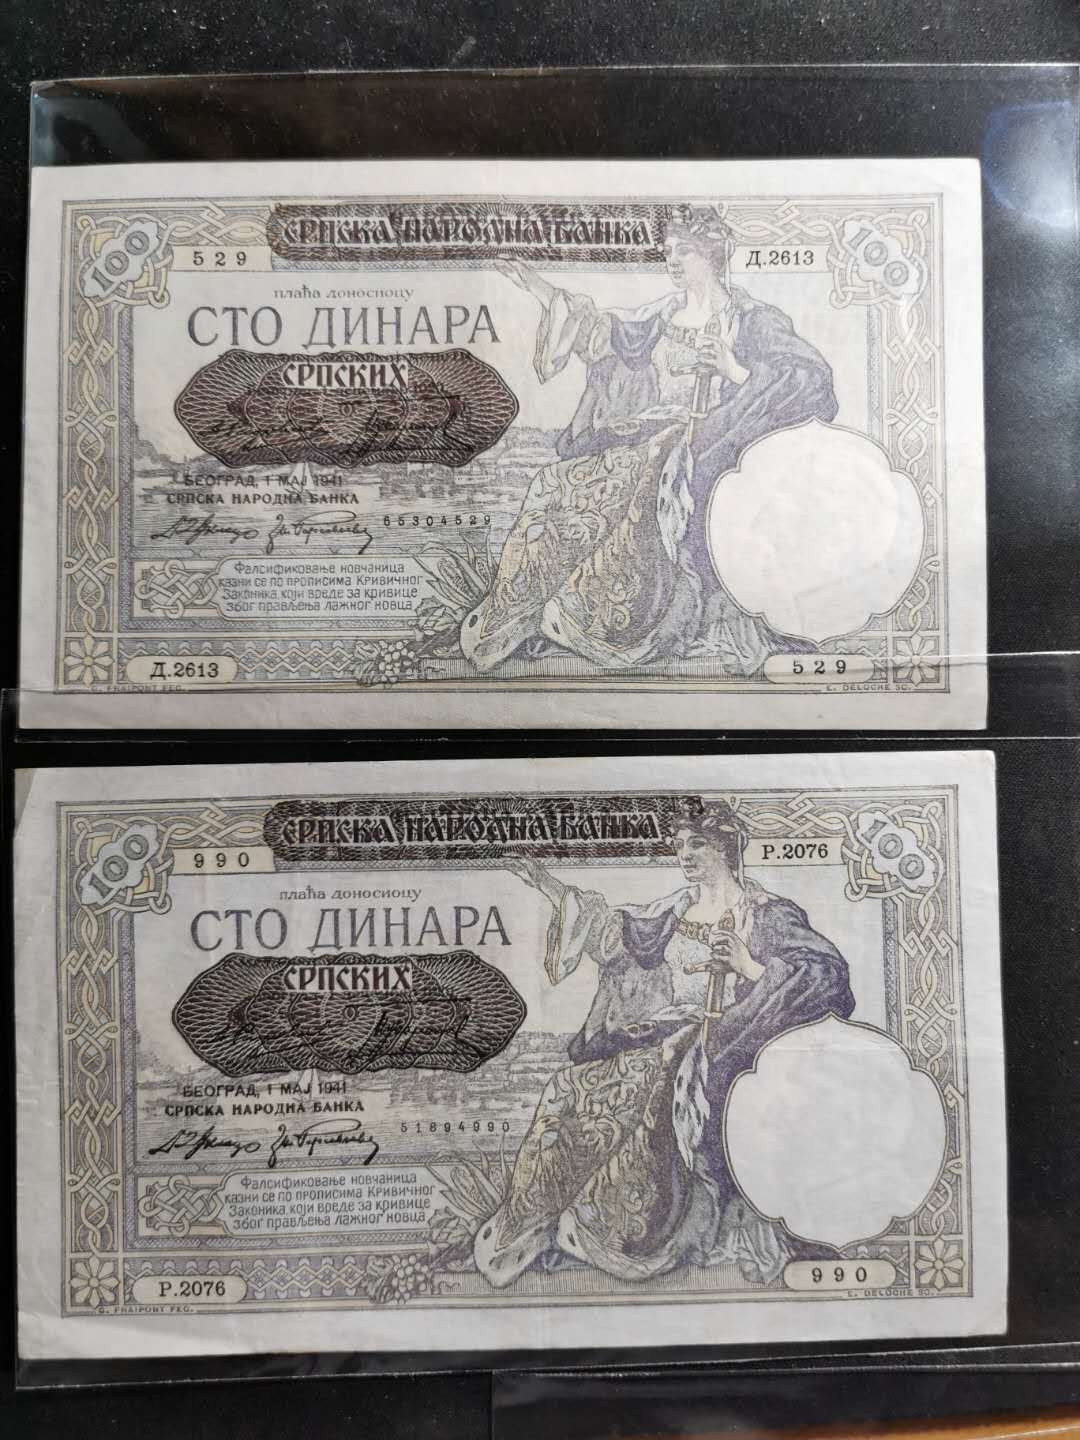 СРПСКА НАРОДНА БАНКА
100
529
Д.2613
100
плаћа доносиоцу
СТО ДИНАРА
СРПСКИХ
БЕОГРАД, 1 МАЈ 1941
СРПСКА НАРОДНА БАНКА
65304529
Фалсификовање новчаница
казни се по прописима Кривичног
Законика, који вреде за кривице
због прављења лажног новца
Д.2613
529
G. FRAIPONT FEC.
E. DELOCHE SC.
СРПСКА НАРОДНА БАНКА
100
990
Р.2076
100
плаћа доносиоцу
СТО ДИНАРА
СРПСКИХ
БЕОГРАД, 1 МАЈ 1941
СРПСКА НАРОДНА БАНКА
51894990
Фалсификовање новчаница
казни се по прописима Кривичног
Законика, који вреде за кривице
због прављења лажног новца
Р.2076
990
G. FRAIPONT FEC.
E. DELOCHE SC.